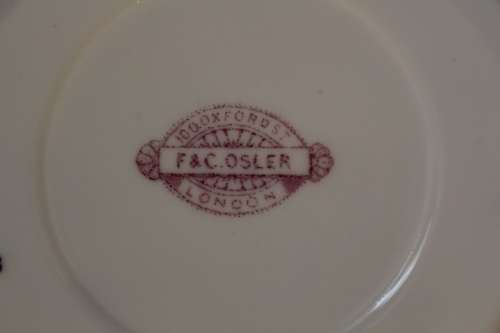 100 OXFORD ST.
F & C. OSLER
LONDON